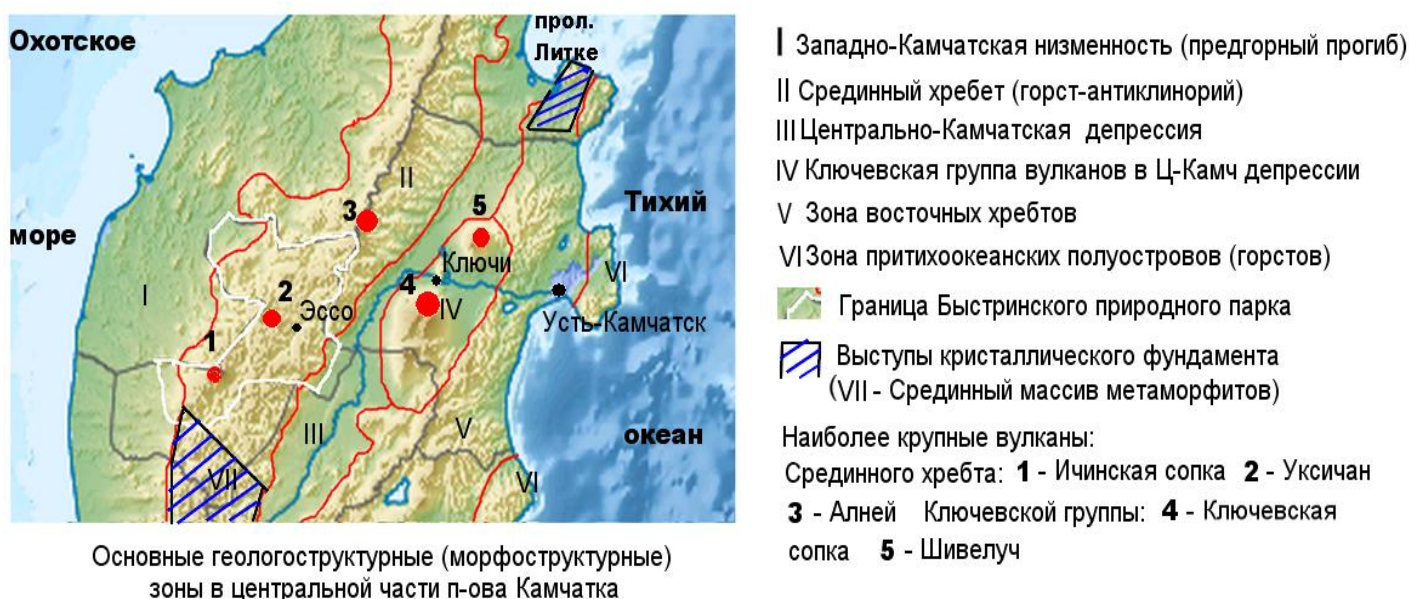 прол.
Литке
Охотское
море
Тихий
океан
II
3
5
Ключи
4
IV
I
2
Эссо
VI
Усть-Камчатск
1
III
V
VII
VI
Основные геологоструктурные (морфоструктурные)
зоны в центральной части п-ова Камчатка
I Западно-Камчатская низменность (предгорный прогиб)
II Срединный хребет (горст-антиклинорий)
III Центрально-Камчатская депрессия
IV Ключевская группа вулканов в Ц-Камч депрессии
V Зона восточных хребтов
VI Зона притихоокеанских полуостровов (горстов)
Граница Быстринского природного парка
Выступы кристаллического фундамента
(VII - Срединный массив метаморфитов)
Наиболее крупные вулканы:
Срединного хребта: 1 - Ичинская сопка 2 - Уксичан
3 - Алней Ключевской группы: 4 - Ключевская
сопка 5 - Шивелуч